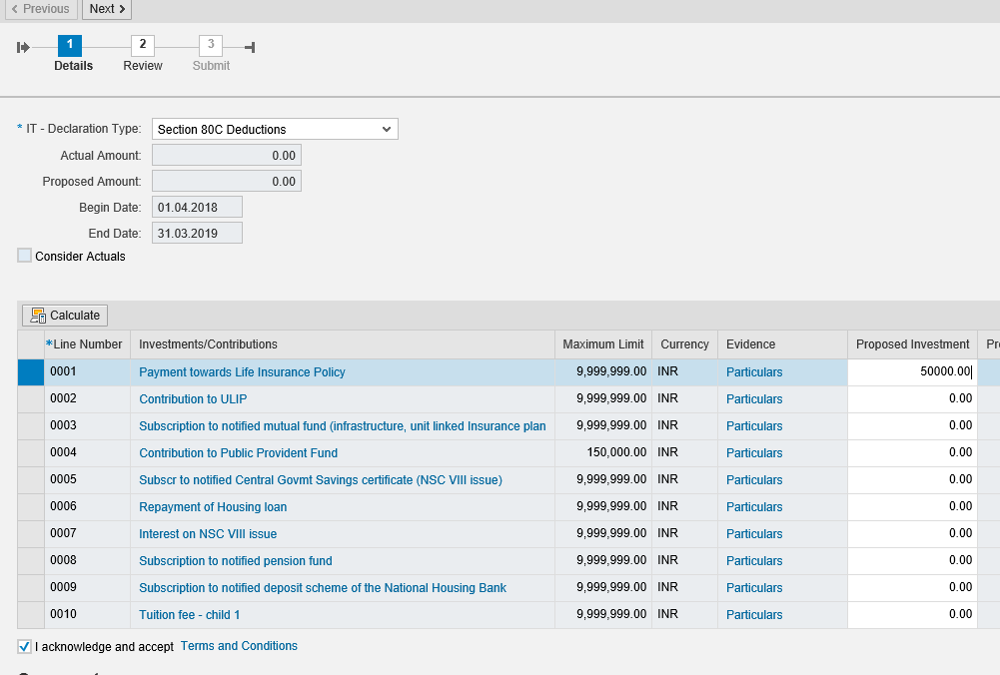 Previous Next
1 2 3
Details Review Submit
* IT - Declaration Type: Section 80C Deductions
Actual Amount: 0.00
Proposed Amount: 0.00
Begin Date: 01.04.2018
End Date: 31.03.2019
Consider Actuals
Calculate
*Line Number Investments/Contributions Maximum Limit Currency Evidence Proposed Investment
0001 Payment towards Life Insurance Policy 9,999,999.00 INR Particulars 50000.00
0002 Contribution to ULIP 9,999,999.00 INR Particulars 0.00
0003 Subscription to notified mutual fund (infrastructure, unit linked Insurance plan 9,999,999.00 INR Particulars 0.00
0004 Contribution to Public Provident Fund 150,000.00 INR Particulars 0.00
0005 Subscr to notified Central Govmt Savings certificate (NSC VIII issue) 9,999,999.00 INR Particulars 0.00
0006 Repayment of Housing loan 9,999,999.00 INR Particulars 0.00
0007 Interest on NSC VIII issue 9,999,999.00 INR Particulars 0.00
0008 Subscription to notified pension fund 9,999,999.00 INR Particulars 0.00
0009 Subscription to notified deposit scheme of the National Housing Bank 9,999,999.00 INR Particulars 0.00
0010 Tuition fee - child 1 9,999,999.00 INR Particulars 0.00
I acknowledge and accept Terms and Conditions